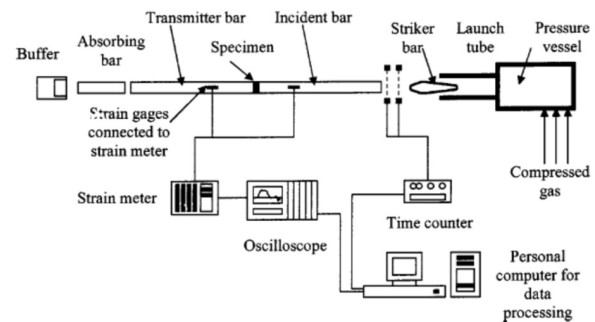 Transmitter bar
Incident bar
Striker
bar
Launch
tube
Pressure
vessel
Buffer
Absorbing
bar
Specimen
Strain gages
connected to
strain meter
Compressed
gas
Strain meter
Oscilloscope
Time counter
Personal
computer for
data
processing